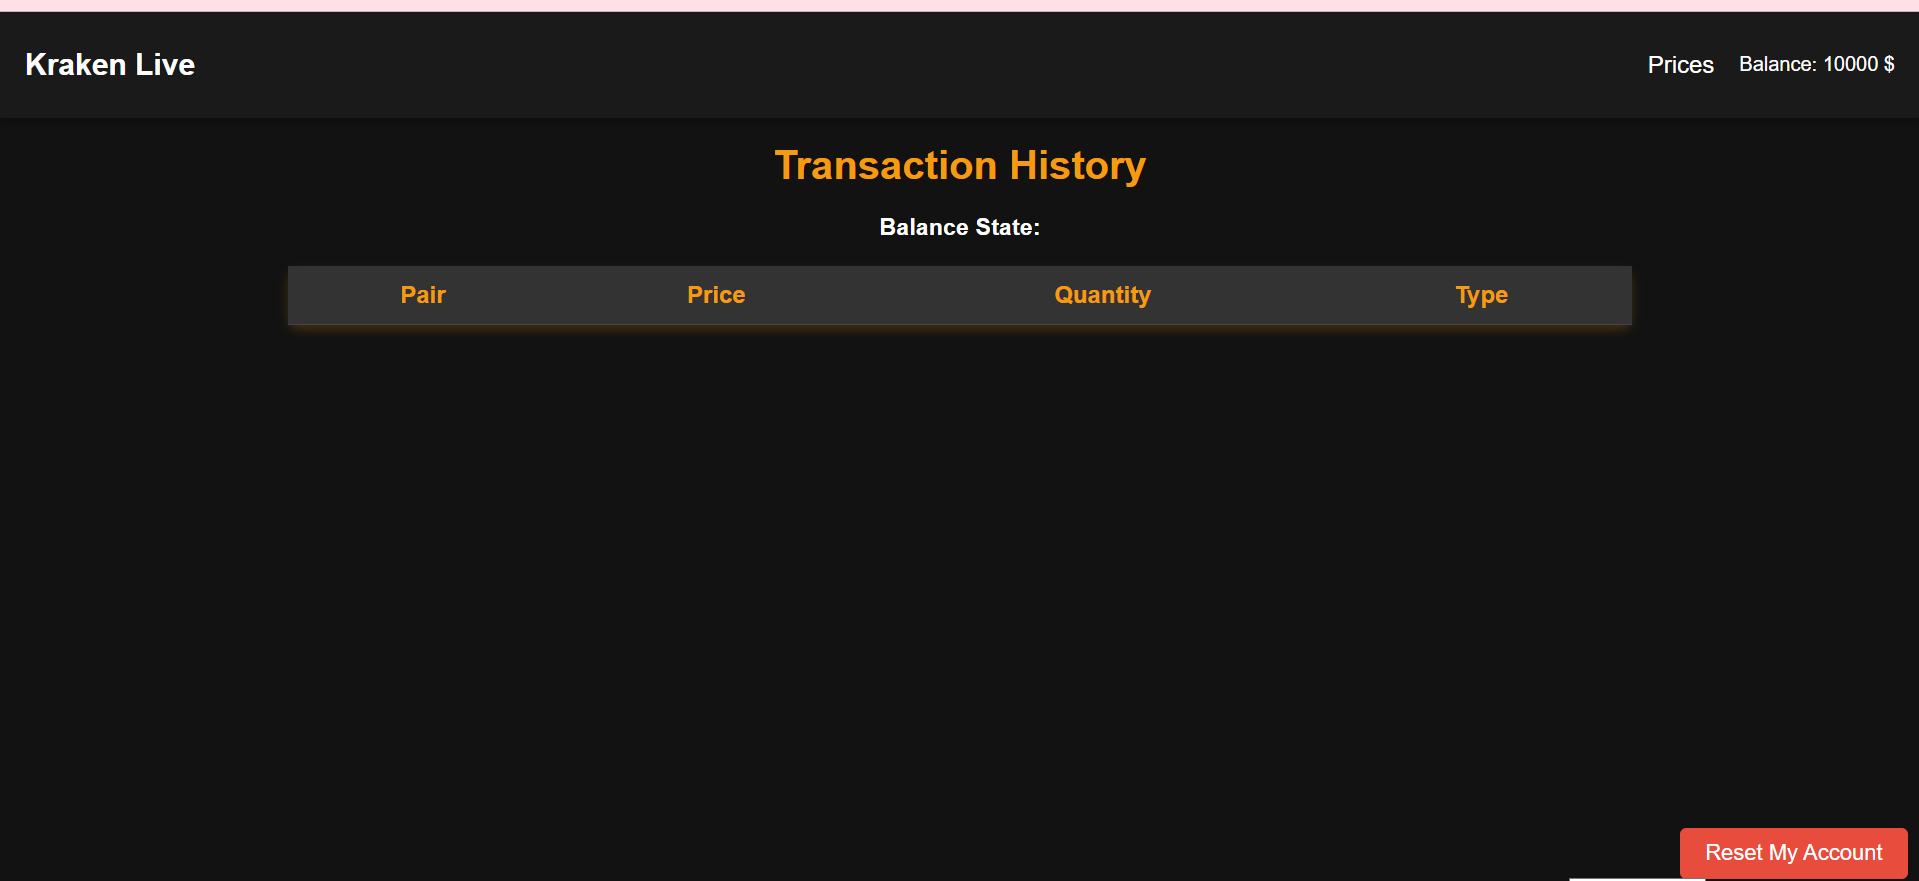 Kraken Live
Prices Balance: 10000 $
Transaction History
Balance State:
Pair Price Quantity Type
Reset My Account